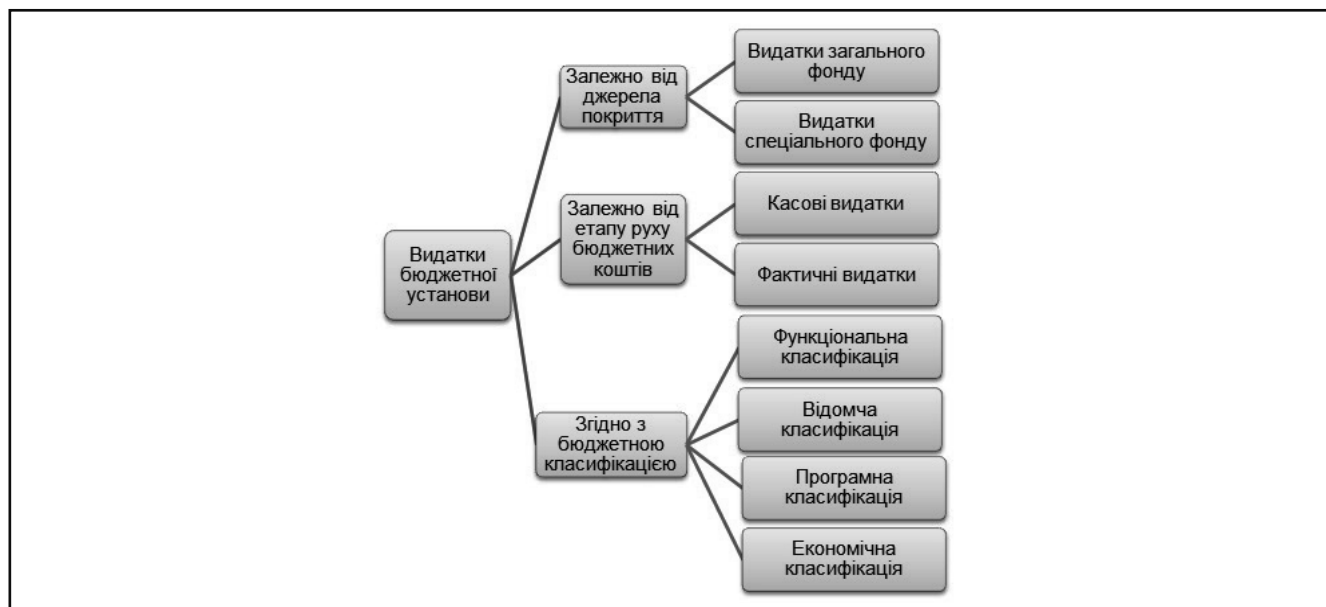 Видатки
бюджетної
установи
Залежно від
джерела
покриття
Видатки загального
фонду
Видатки
спеціального фонду
Залежно від
етапу руху
бюджетних
коштів
Касові видатки
Фактичні видатки
Згідно з
бюджетною
класифікацією
Функціональна
класифікація
Відомча
класифікація
Програмна
класифікація
Економічна
класифікація